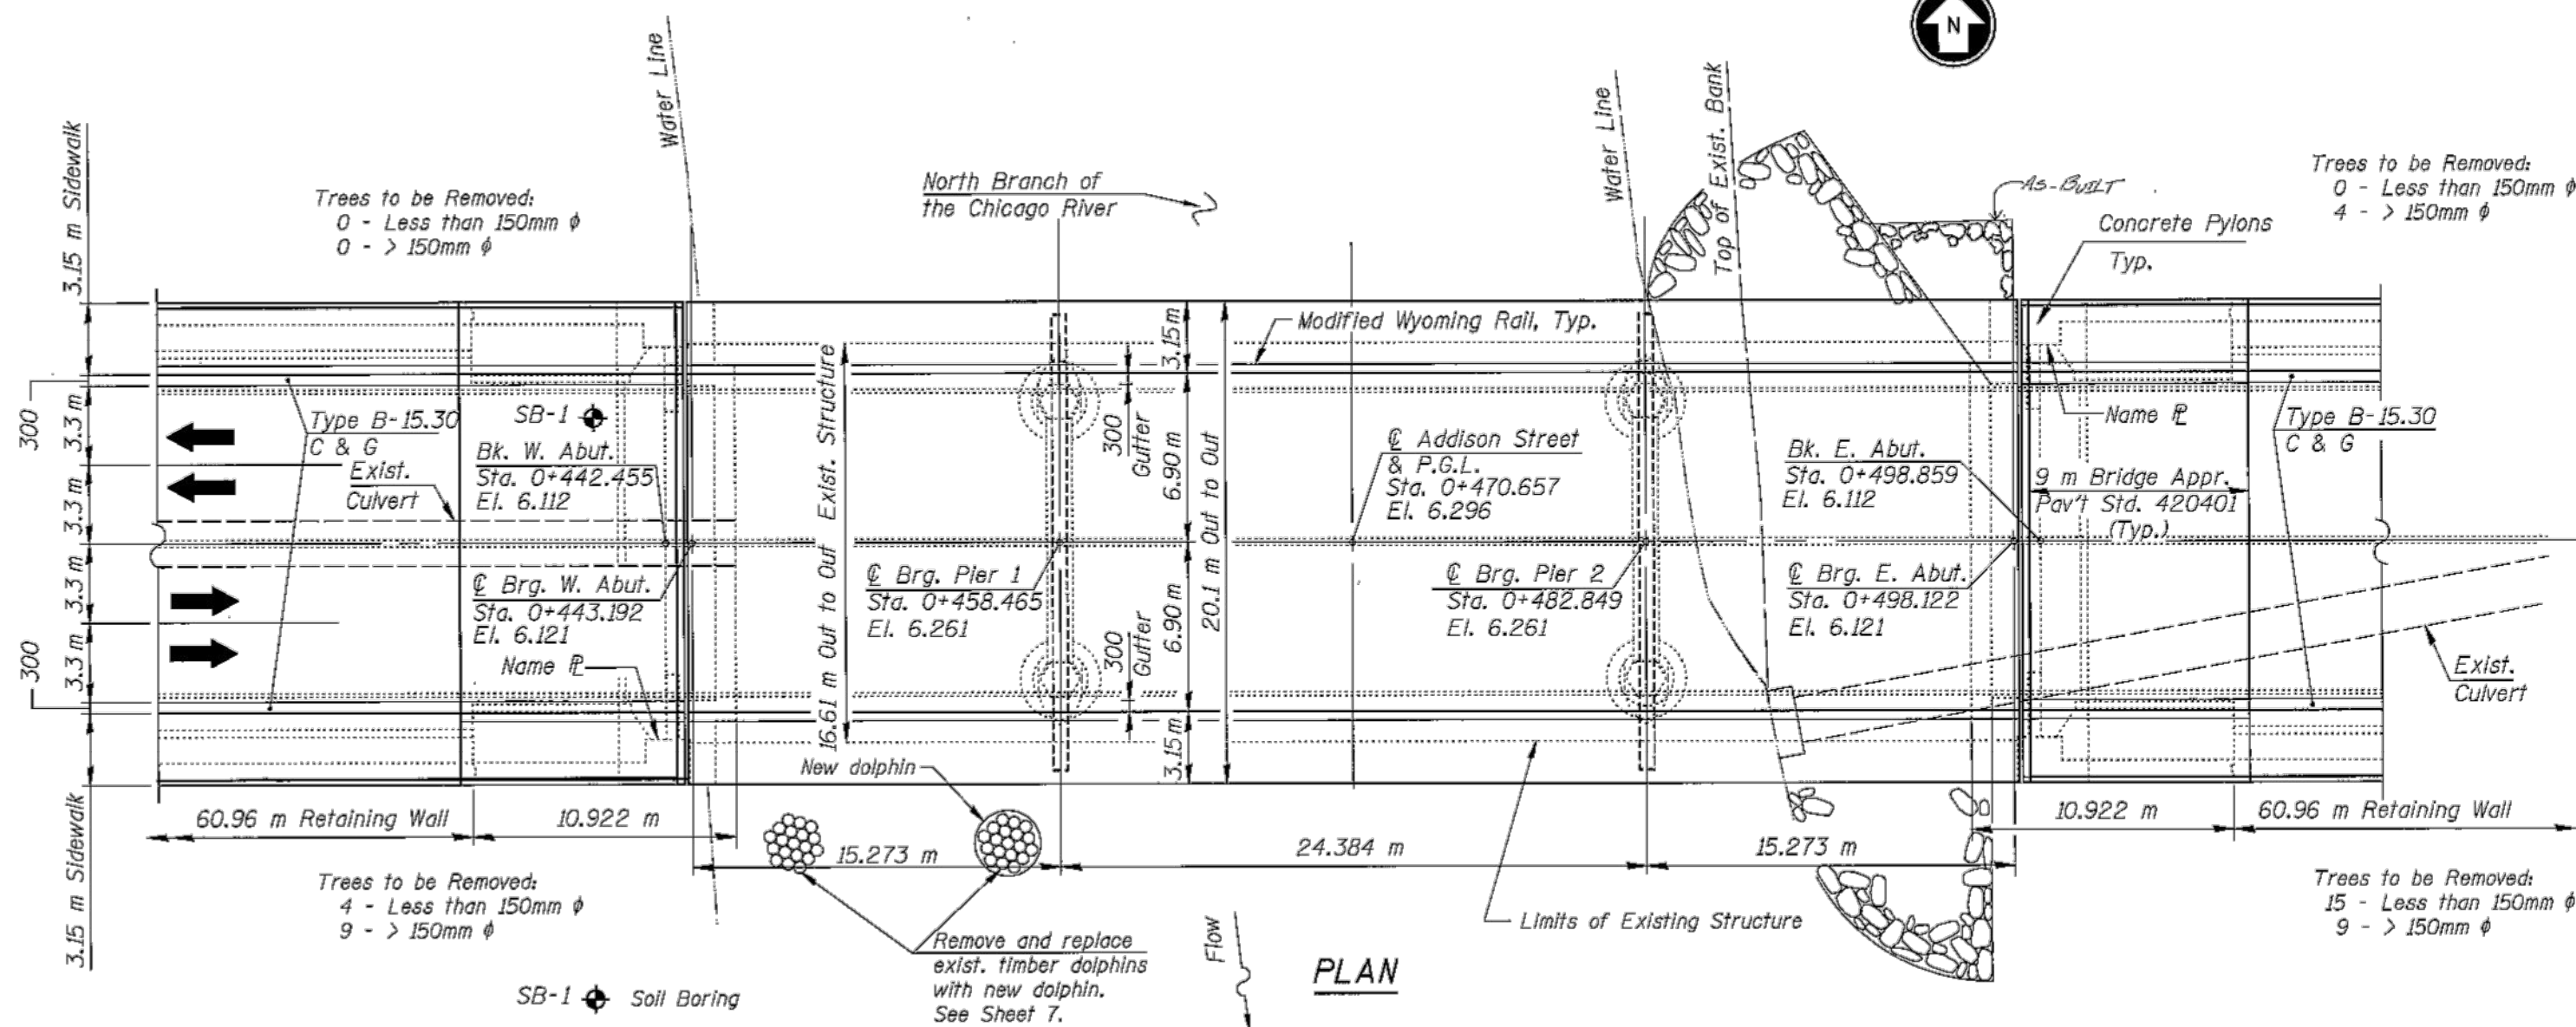 N
Water Line
Water Line
Top of Exist. Bank
3.15 m Sidewalk
Trees to be Removed:
0 - Less than 150mm ϕ
0 - > 150mm ϕ
North Branch of
the Chicago River
AS-BUILT
Concrete Pylons
Typ.
Trees to be Removed:
0 - Less than 150mm ϕ
4 - > 150mm ϕ
Modified Wyoming Rail, Typ.
3.15 m
300
3.3 m
3.3 m
3.3 m
3.3 m
300
Type B-15.30
C & G
Exist.
Culvert
SB-1
Bk. W. Abut.
Sta. 0+442.455
El. 6.112
℄ Brg. W. Abut.
Sta. 0+443.192
El. 6.121
Name ℙL
16.61 m Out to Out Exist. Structure
℄ Brg. Pier 1
Sta. 0+458.465
El. 6.261
300
Gutter
6.90 m
300
Gutter
6.90 m
3.15 m
20.1 m Out to Out
℄ Addison Street
& P.G.L.
Sta. 0+470.657
El. 6.296
℄ Brg. Pier 2
Sta. 0+482.849
El. 6.261
Bk. E. Abut.
Sta. 0+498.859
El. 6.112
℄ Brg. E. Abut.
Sta. 0+498.122
El. 6.121
Name ℙL
9 m Bridge Appr.
Pav't Std. 420401
(Typ.)
Type B-15.30
C & G
Exist.
Culvert
New dolphin
3.15 m Sidewalk
60.96 m Retaining Wall
10.922 m
15.273 m
24.384 m
15.273 m
10.922 m
60.96 m Retaining Wall
Trees to be Removed:
4 - Less than 150mm ϕ
9 - > 150mm ϕ
Remove and replace
exist. timber dolphins
with new dolphin.
See Sheet 7.
Flow
Limits of Existing Structure
Trees to be Removed:
15 - Less than 150mm ϕ
9 - > 150mm ϕ
SB-1 Soil Boring
PLAN